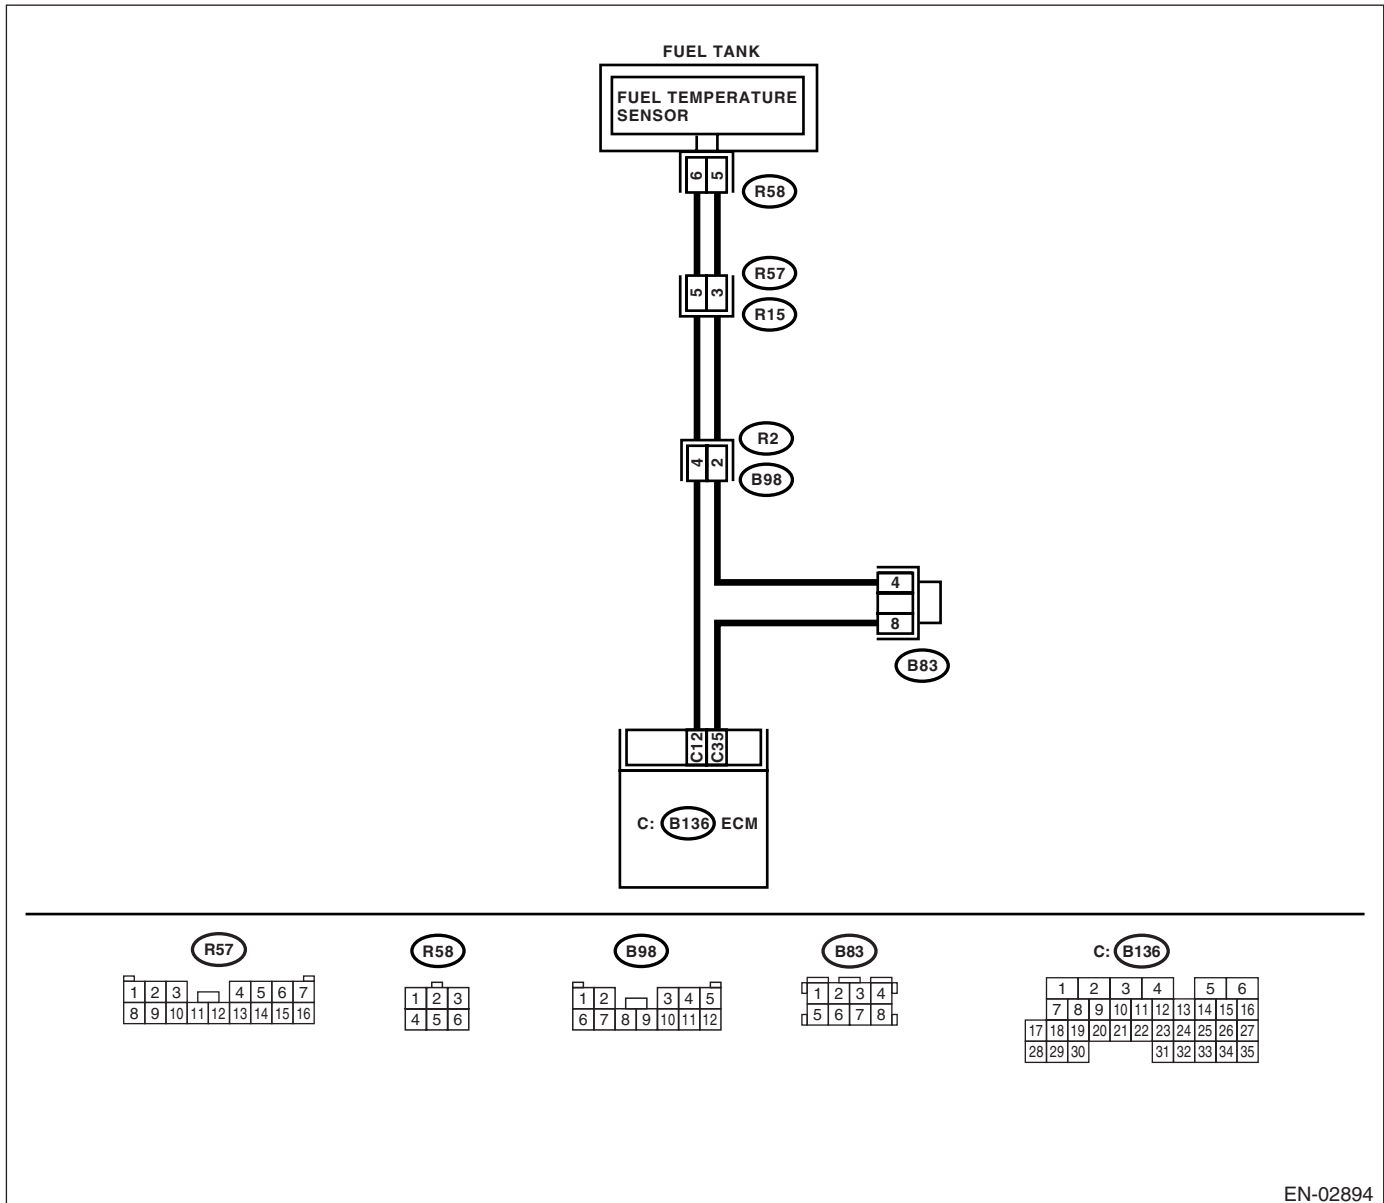 FUEL TANK
FUEL TEMPERATURE
SENSOR
6 5
R58
R57
5 3
R15
R2
4 2
B98
4
8
B83
C12 C35
C: B136 ECM
R57 R58 B98 B83 C: B136
1 2 3 4 5 6 7
8 9 10 11 12 13 14 15 16
1 2 3
4 5 6
1 2 3 4 5
6 7 8 9 10 11 12
1 2 3 4
5 6 7 8
1 2 3 4 5 6
7 8 9 10 11 12 13 14 15 16
17 18 19 20 21 22 23 24 25 26 27
28 29 30 31 32 33 34 35
EN-02894